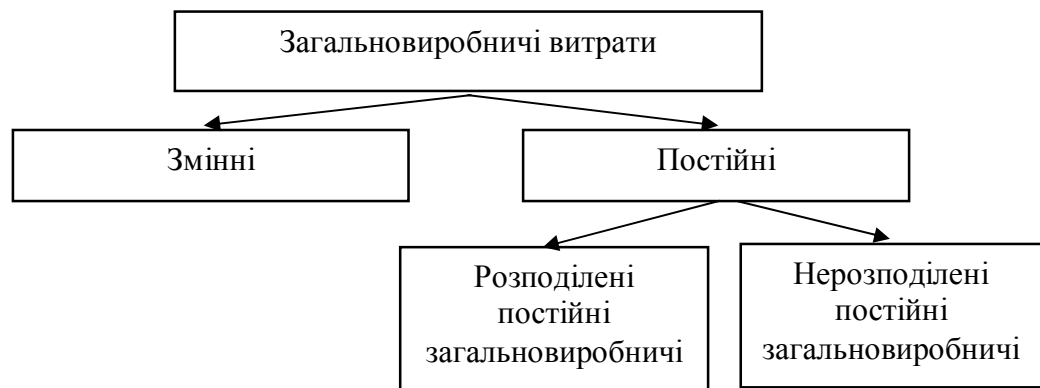 Загальновиробничі витрати
Змінні
Постійні
Розподілені
постійні
загальновиробничі
Нерозподілені
постійні
загальновиробничі